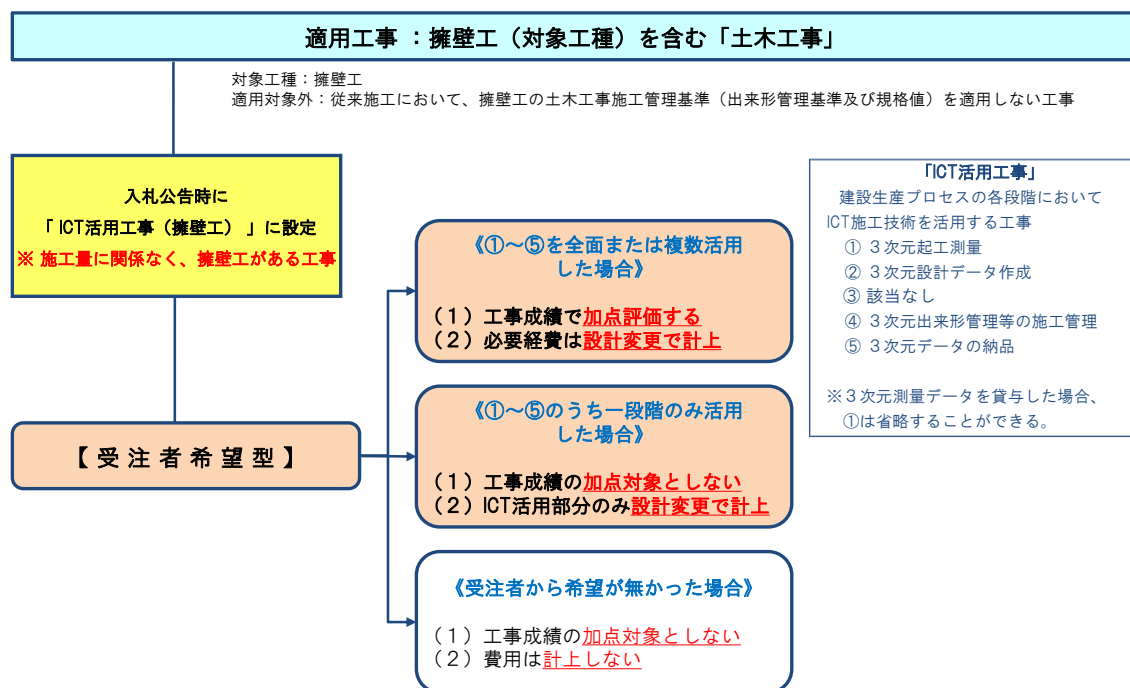 適用工事 ：擁壁工（対象工種）を含む「土木工事」
対象工種：擁壁工
適用対象外：従来施工において、擁壁工の土木工事施工管理基準（出来形管理基準及び規格値）を適用しない工事
入札公告時に
「 ICT活用工事（擁壁工） 」に設定
※ 施工量に関係なく、擁壁工がある工事
【 受 注 者 希 望 型 】
《①～⑤を全面または複数活用
した場合》
（１）工事成績で加点評価する
（２）必要経費は設計変更で計上
《①～⑤のうち一段階のみ活用
した場合》
（１）工事成績の加点対象としない
（２）ICT活用部分のみ設計変更で計上
《受注者から希望が無かった場合》
（１）工事成績の加点対象としない
（２）費用は計上しない
「ICT活用工事」
建設生産プロセスの各段階において
ICT施工技術を活用する工事
① ３次元起工測量
② ３次元設計データ作成
③ 該当なし
④ ３次元出来形管理等の施工管理
⑤ ３次元データの納品
※３次元測量データを貸与した場合、
①は省略することができる。